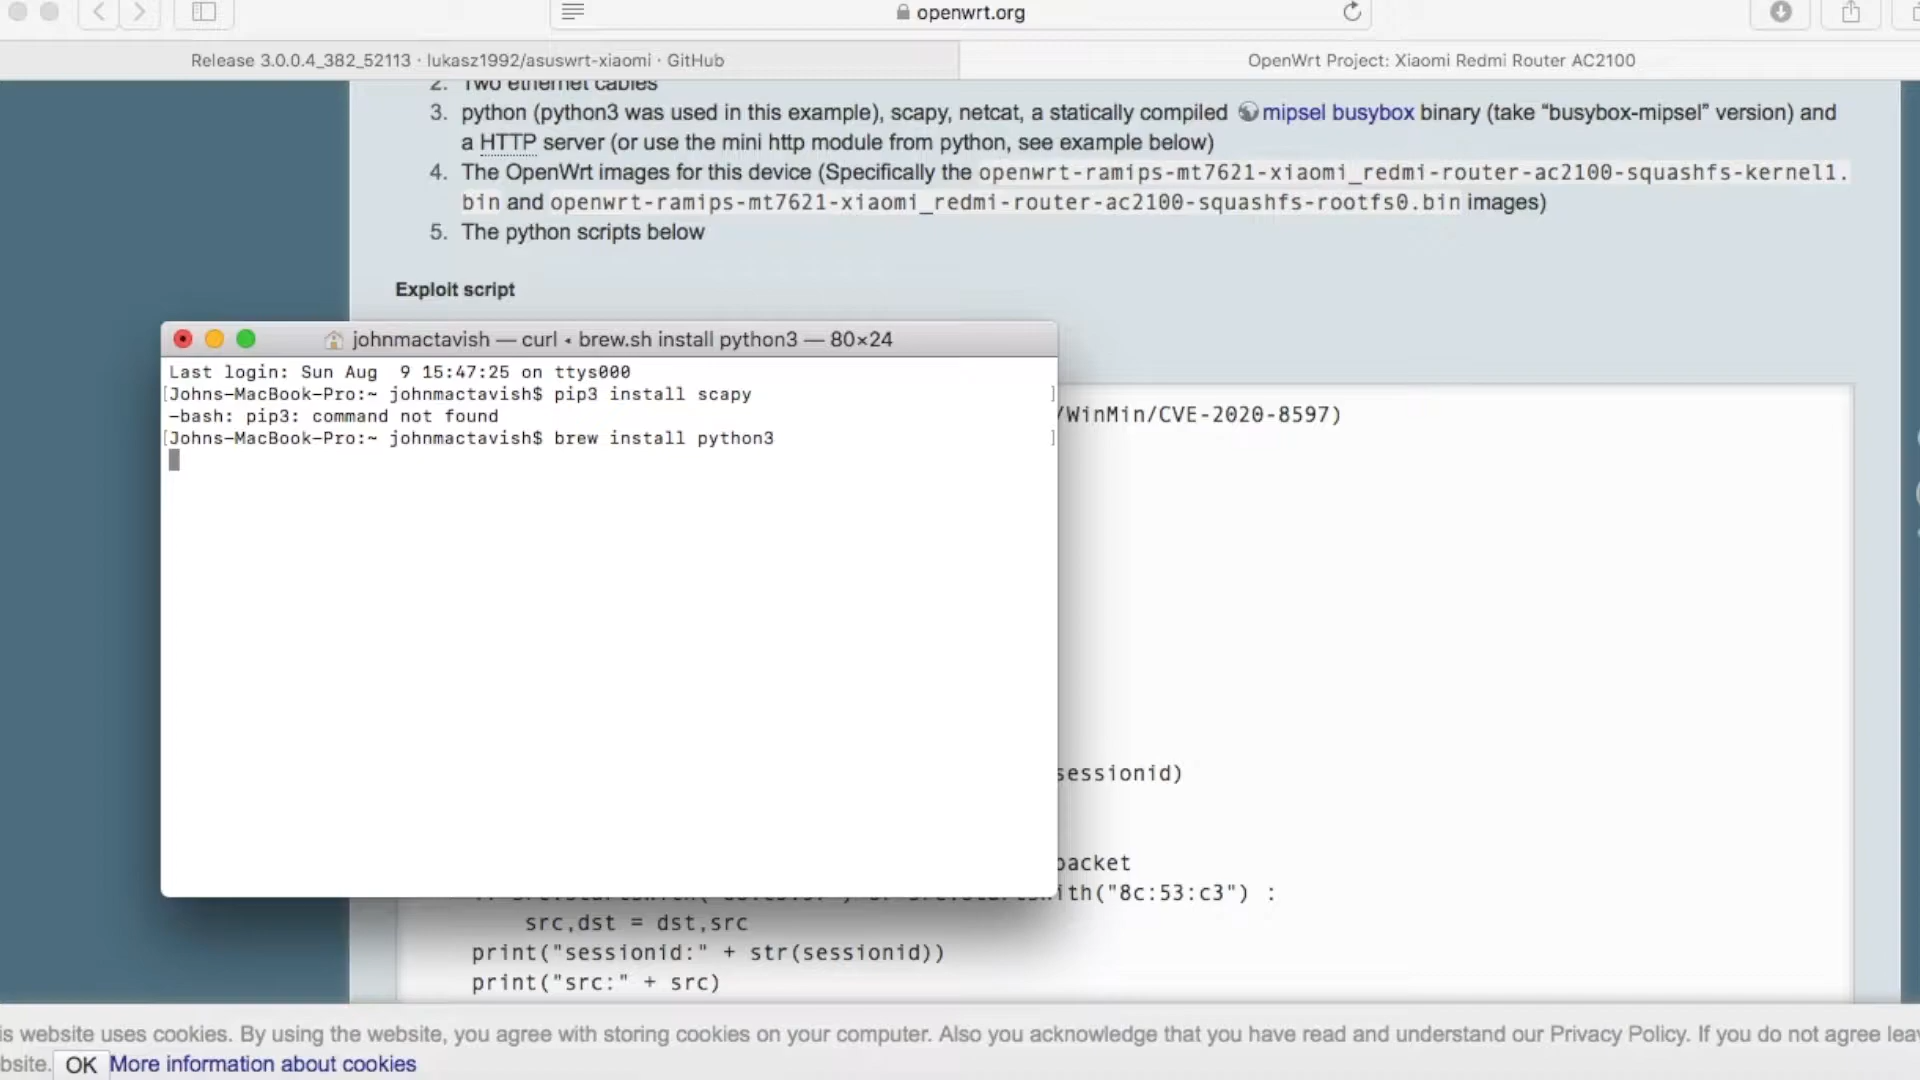 openwrt.org
Release 3.0.0.4_382_52113 · lukasz1992/asuswrt-xiaomi · GitHub
OpenWrt Project: Xiaomi Redmi Router AC2100
2. Two ethernet cables
3. python (python3 was used in this example), scapy, netcat, a statically compiled mipsel busybox binary (take “busybox-mipsel” version) and
a HTTP server (or use the mini http module from python, see example below)
4. The OpenWrt images for this device (Specifically the openwrt-ramips-mt7621-xiaomi_redmi-router-ac2100-squashfs-kernel1.
bin and openwrt-ramips-mt7621-xiaomi_redmi-router-ac2100-squashfs-rootfs0.bin images)
5. The python scripts below
Exploit script
johnmactavish — curl ◂ brew.sh install python3 — 80×24
Last login: Sun Aug  9 15:47:25 on ttys000
[Johns-MacBook-Pro:~ johnmactavish$ pip3 install scapy ]
-bash: pip3: command not found
[Johns-MacBook-Pro:~ johnmactavish$ brew install python3 ]
/WinMin/CVE-2020-8597)
sessionid)
packet
ith("8c:53:c3") :
src,dst = dst,src
print("sessionid:" + str(sessionid))
print("src:" + src)
is website uses cookies. By using the website, you agree with storing cookies on your computer. Also you acknowledge that you have read and understand our Privacy Policy. If you do not agree lea
bsite. OK More information about cookies